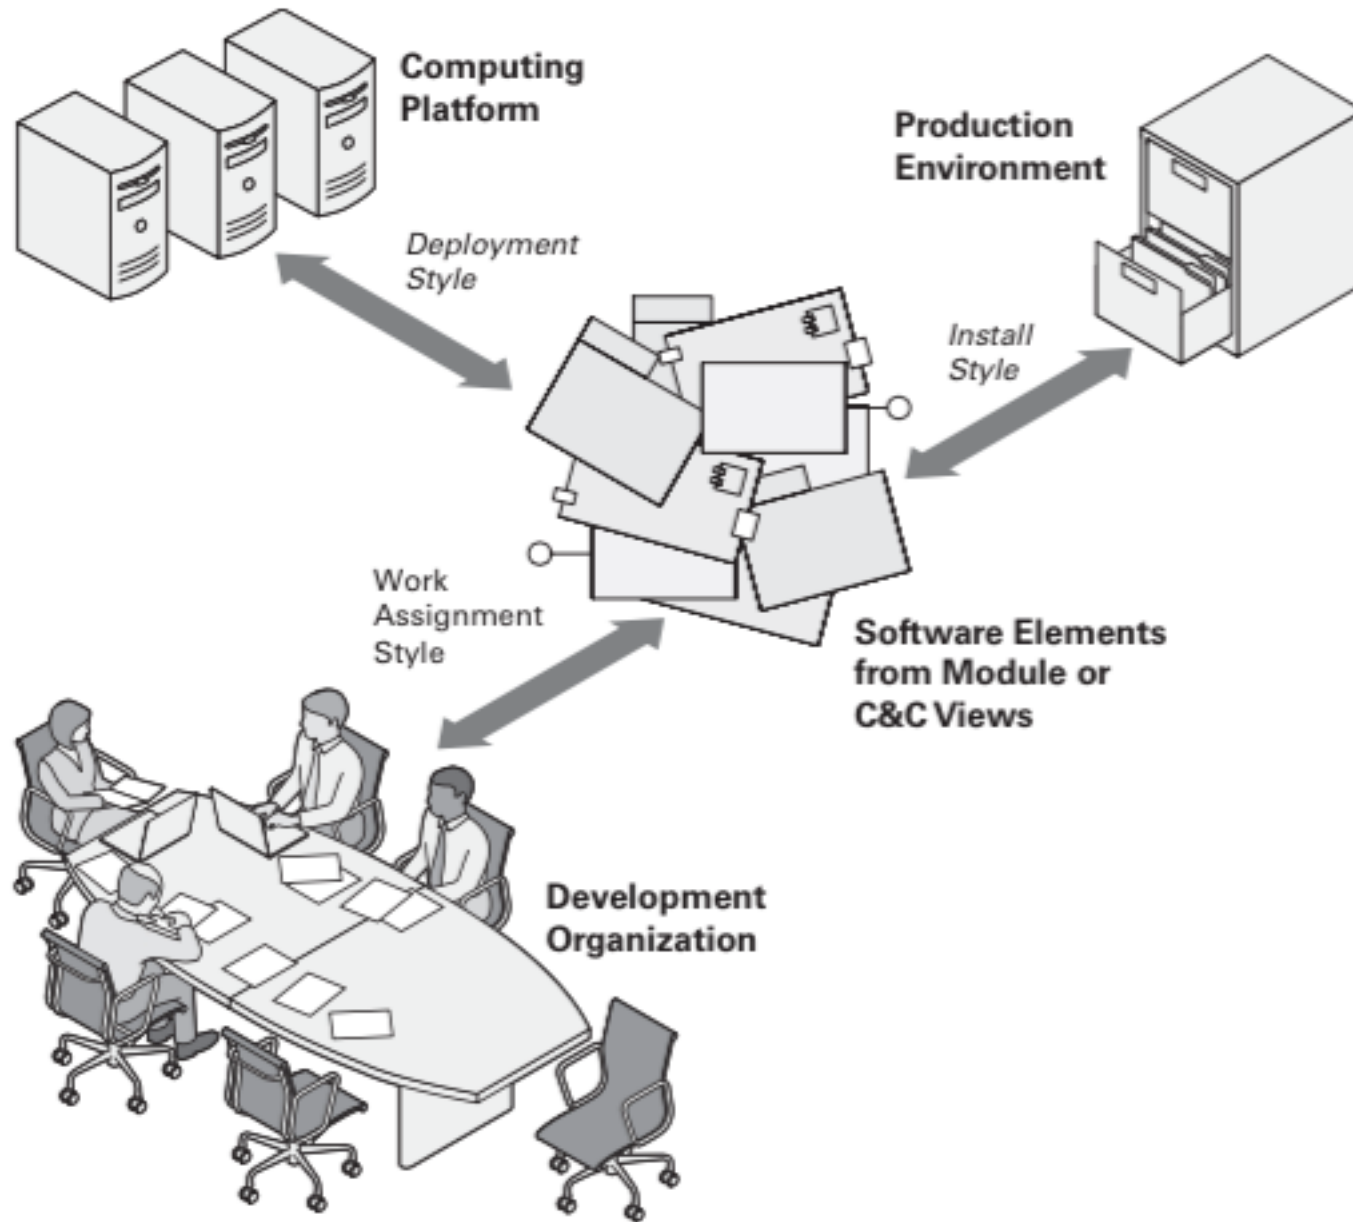 Computing
Platform
Production
Environment
Deployment
Style
Install
Style
Work
Assignment
Style
Software Elements
from Module or
C&C Views
Development
Organization